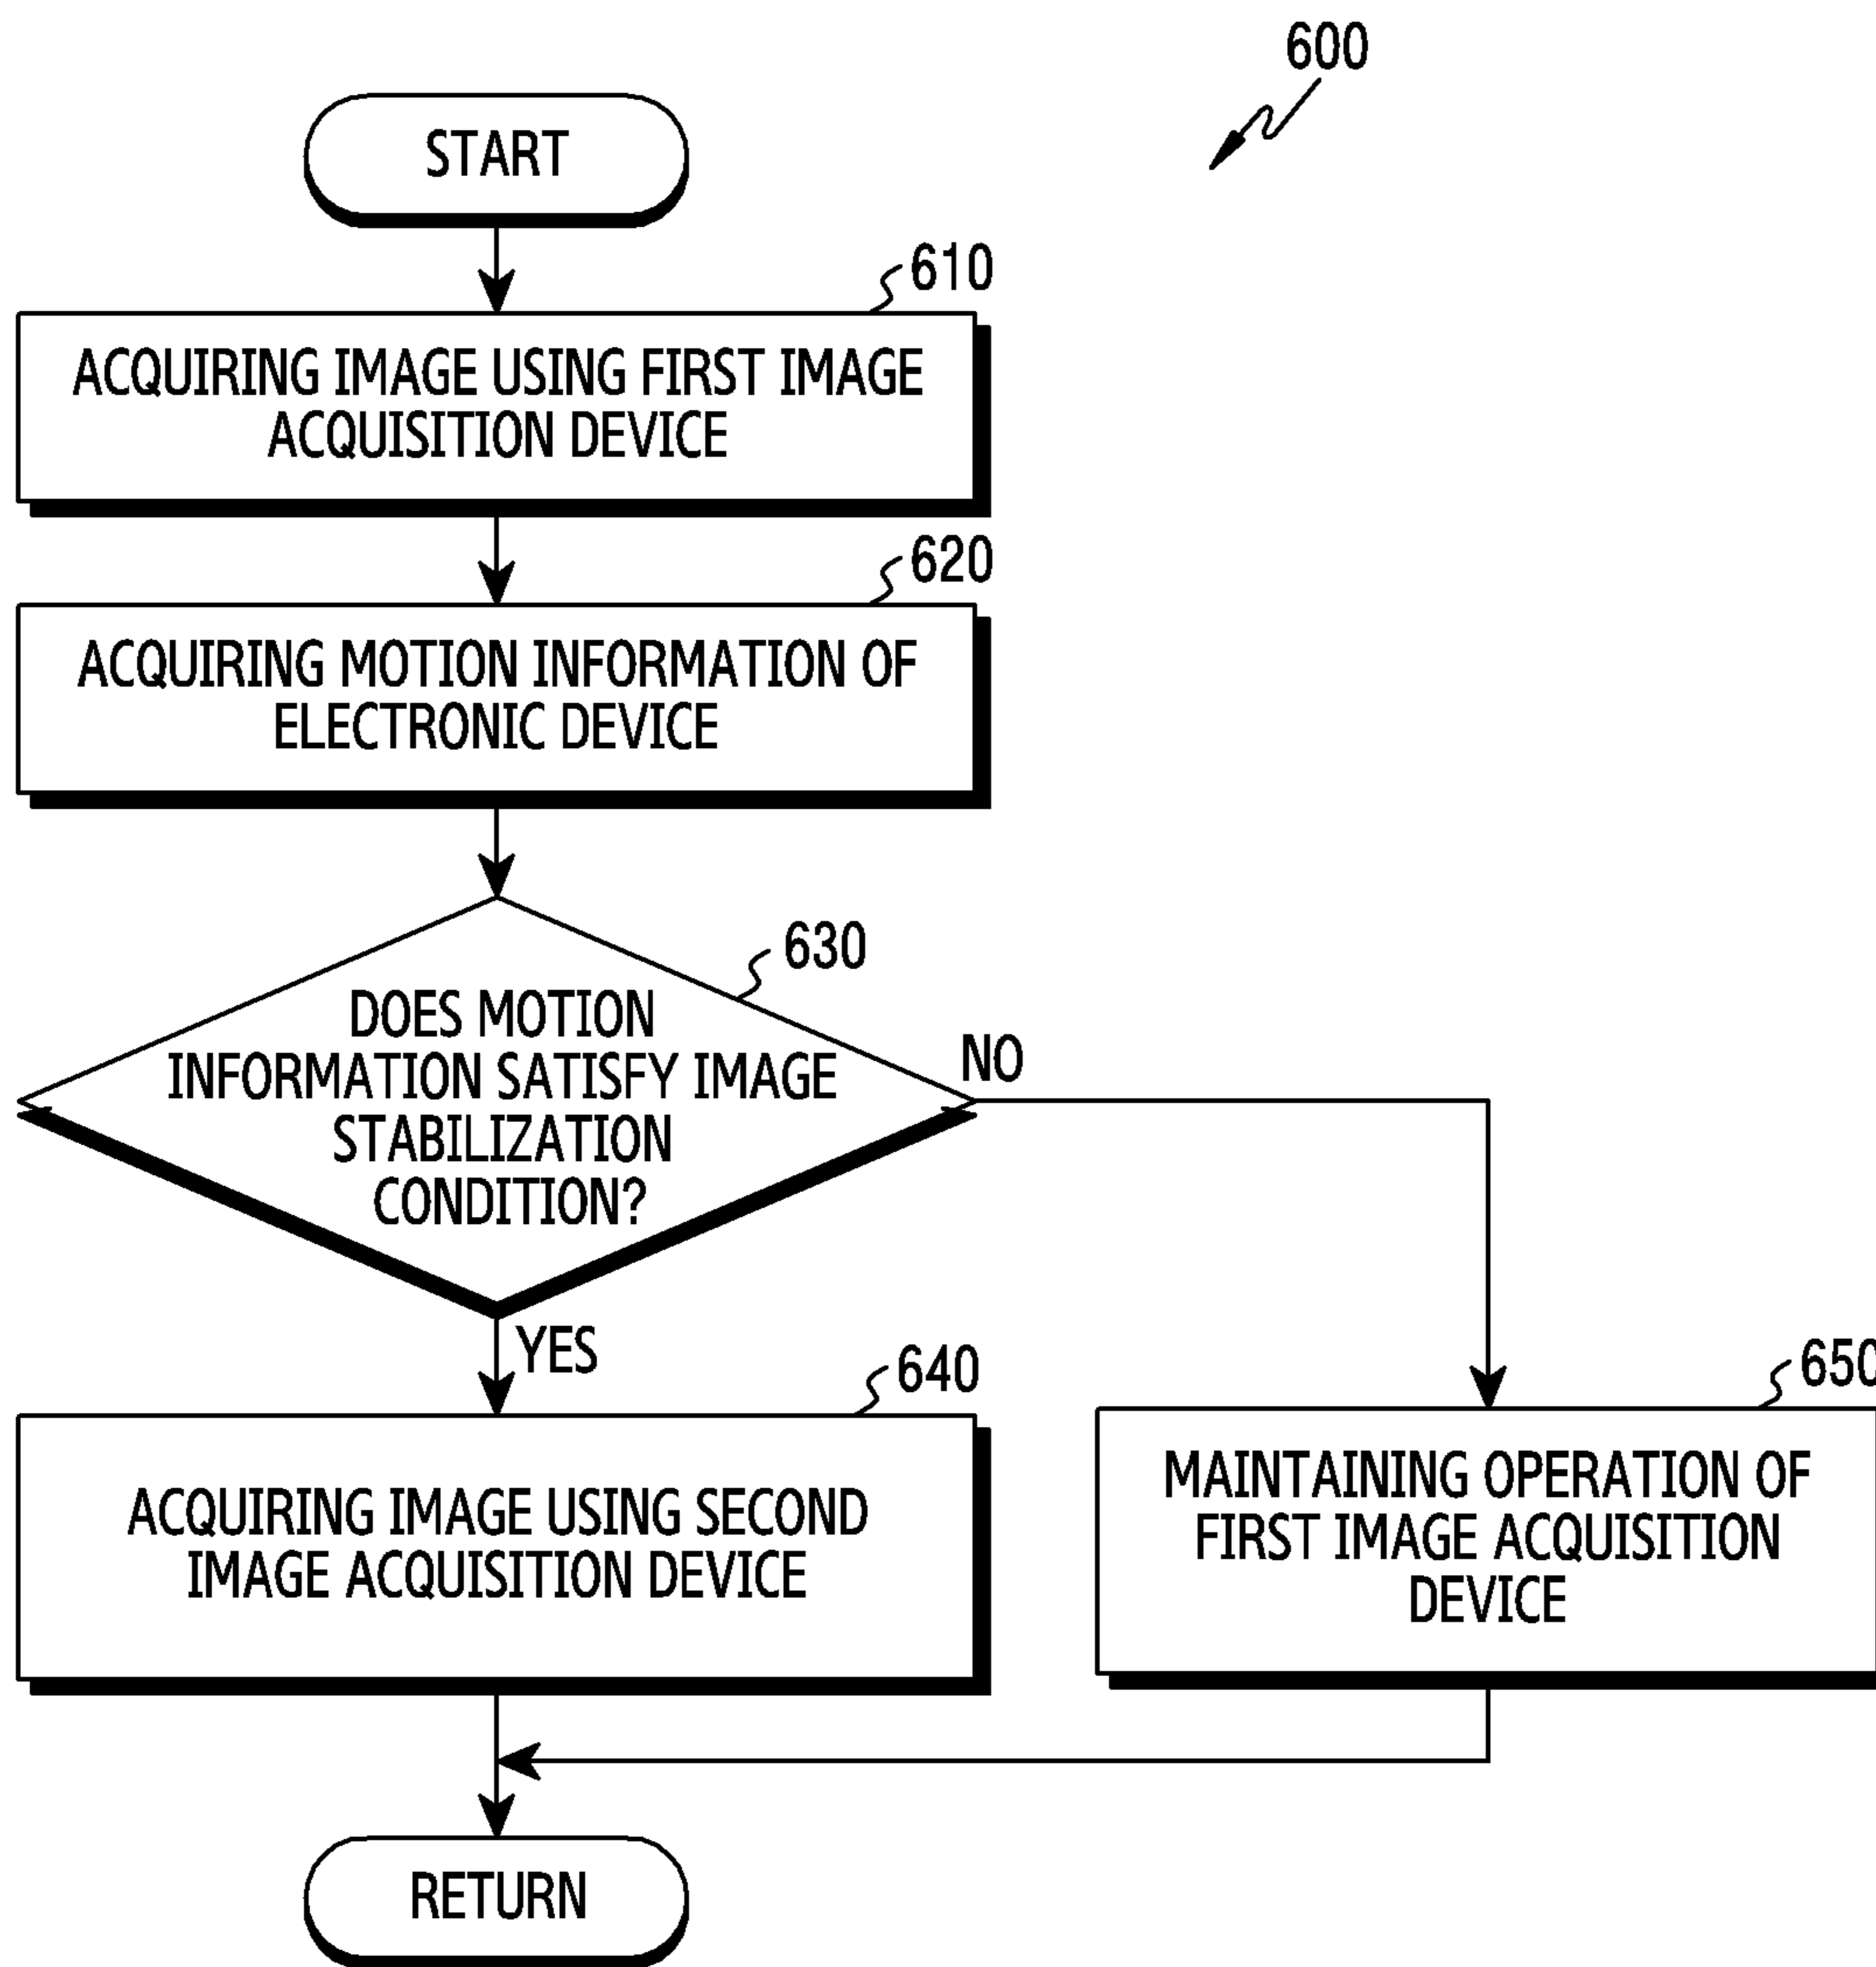 600
START
610
ACQUIRING IMAGE USING FIRST IMAGE
ACQUISITION DEVICE
620
ACQUIRING MOTION INFORMATION OF
ELECTRONIC DEVICE
630
DOES MOTION
INFORMATION SATISFY IMAGE
STABILIZATION
CONDITION?
NO
YES
640
ACQUIRING IMAGE USING SECOND
IMAGE ACQUISITION DEVICE
650
MAINTAINING OPERATION OF
FIRST IMAGE ACQUISITION
DEVICE
RETURN